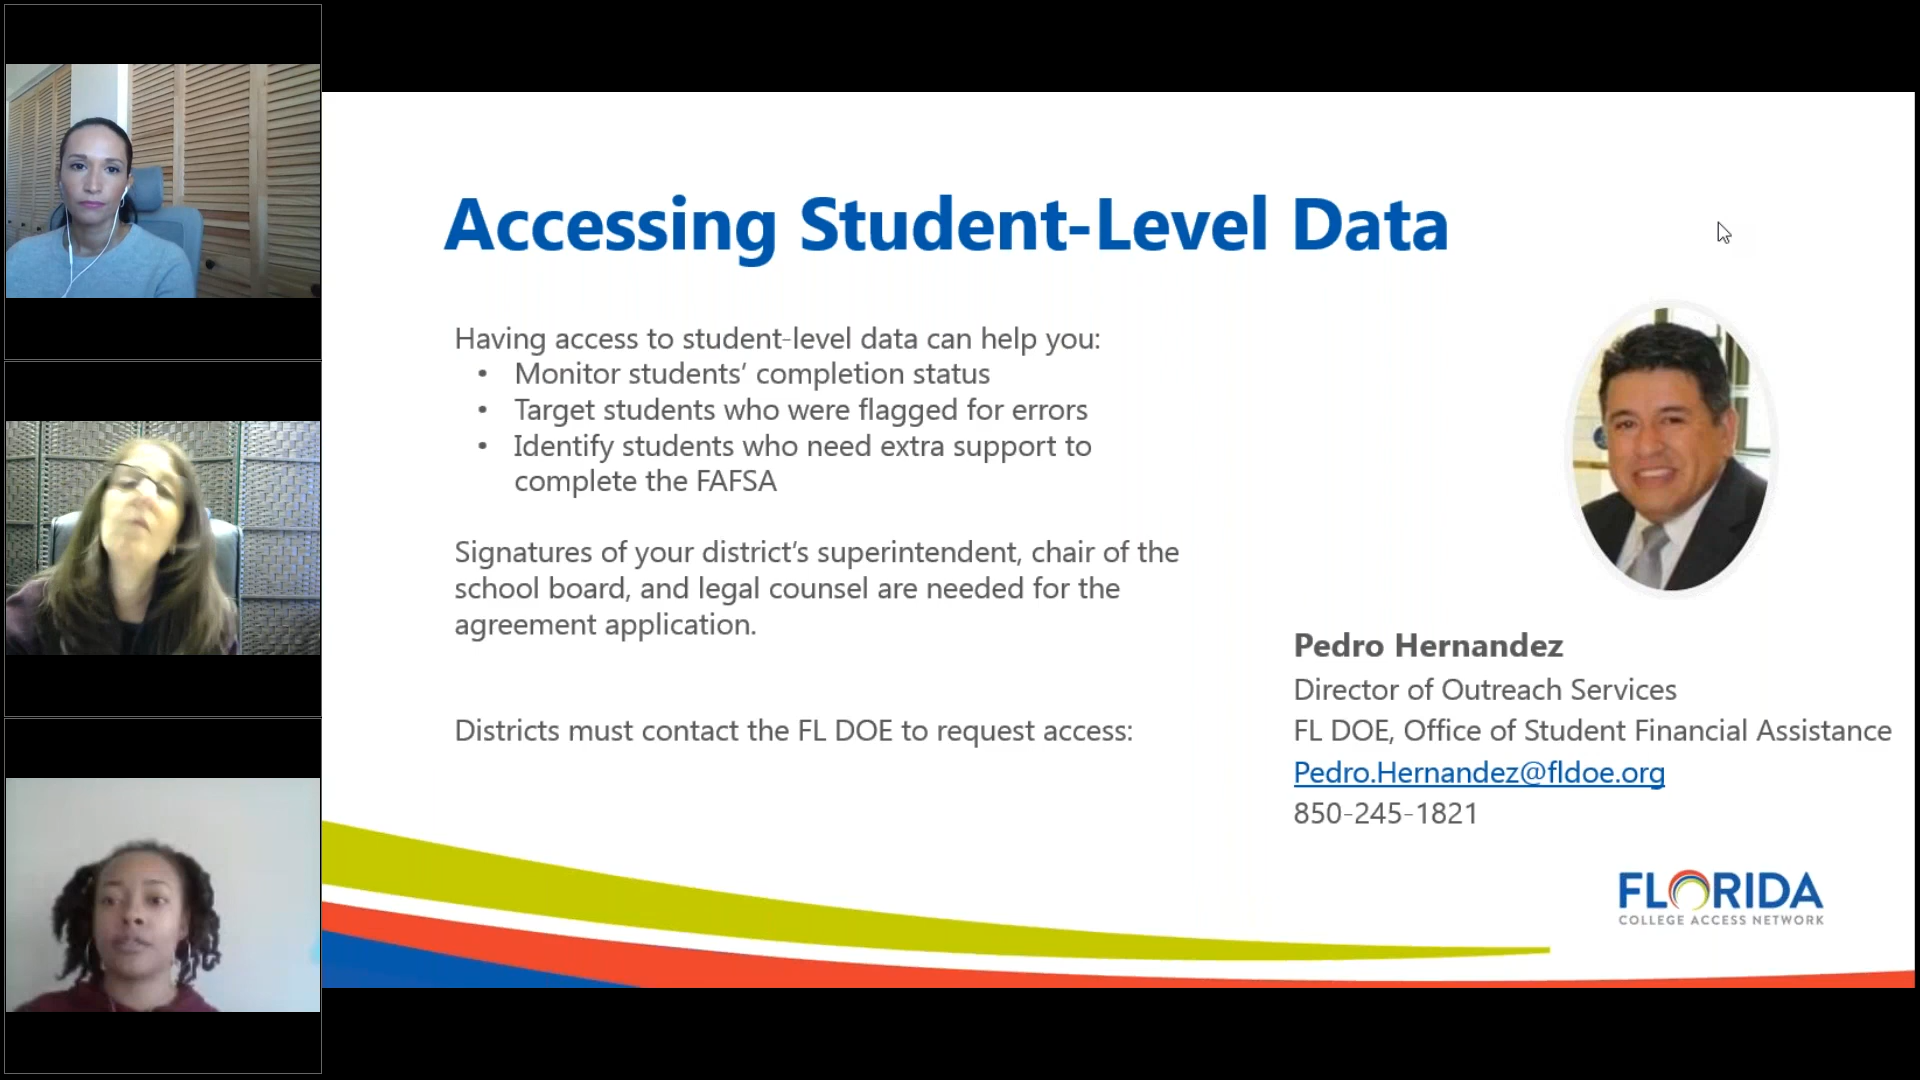 Accessing Student-Level Data
Having access to student-level data can help you:
• Monitor students’ completion status
• Target students who were flagged for errors
• Identify students who need extra support to
complete the FAFSA
Signatures of your district’s superintendent, chair of the
school board, and legal counsel are needed for the
agreement application.
Districts must contact the FL DOE to request access:
Pedro Hernandez
Director of Outreach Services
FL DOE, Office of Student Financial Assistance
Pedro.Hernandez@fldoe.org
850-245-1821
FLORIDA
COLLEGE ACCESS NETWORK